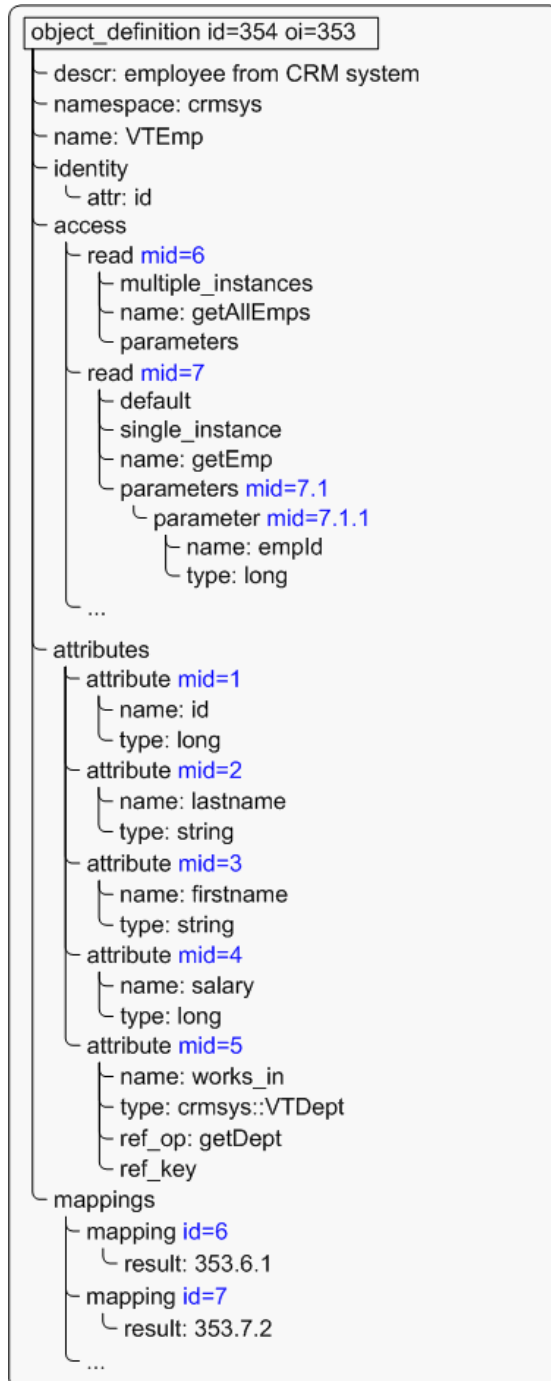 object_definition id=354 oi=353
descr: employee from CRM system
namespace: crmsys
name: VTEmp
identity
attr: id
access
read mid=6
multiple_instances
name: getAllEmps
parameters
read mid=7
default
single_instance
name: getEmp
parameters mid=7.1
parameter mid=7.1.1
name: empId
type: long
...
attributes
attribute mid=1
name: id
type: long
attribute mid=2
name: lastname
type: string
attribute mid=3
name: firstname
type: string
attribute mid=4
name: salary
type: long
attribute mid=5
name: works_in
type: crmsys::VTDept
ref_op: getDept
ref_key
mappings
mapping id=6
result: 353.6.1
mapping id=7
result: 353.7.2
...